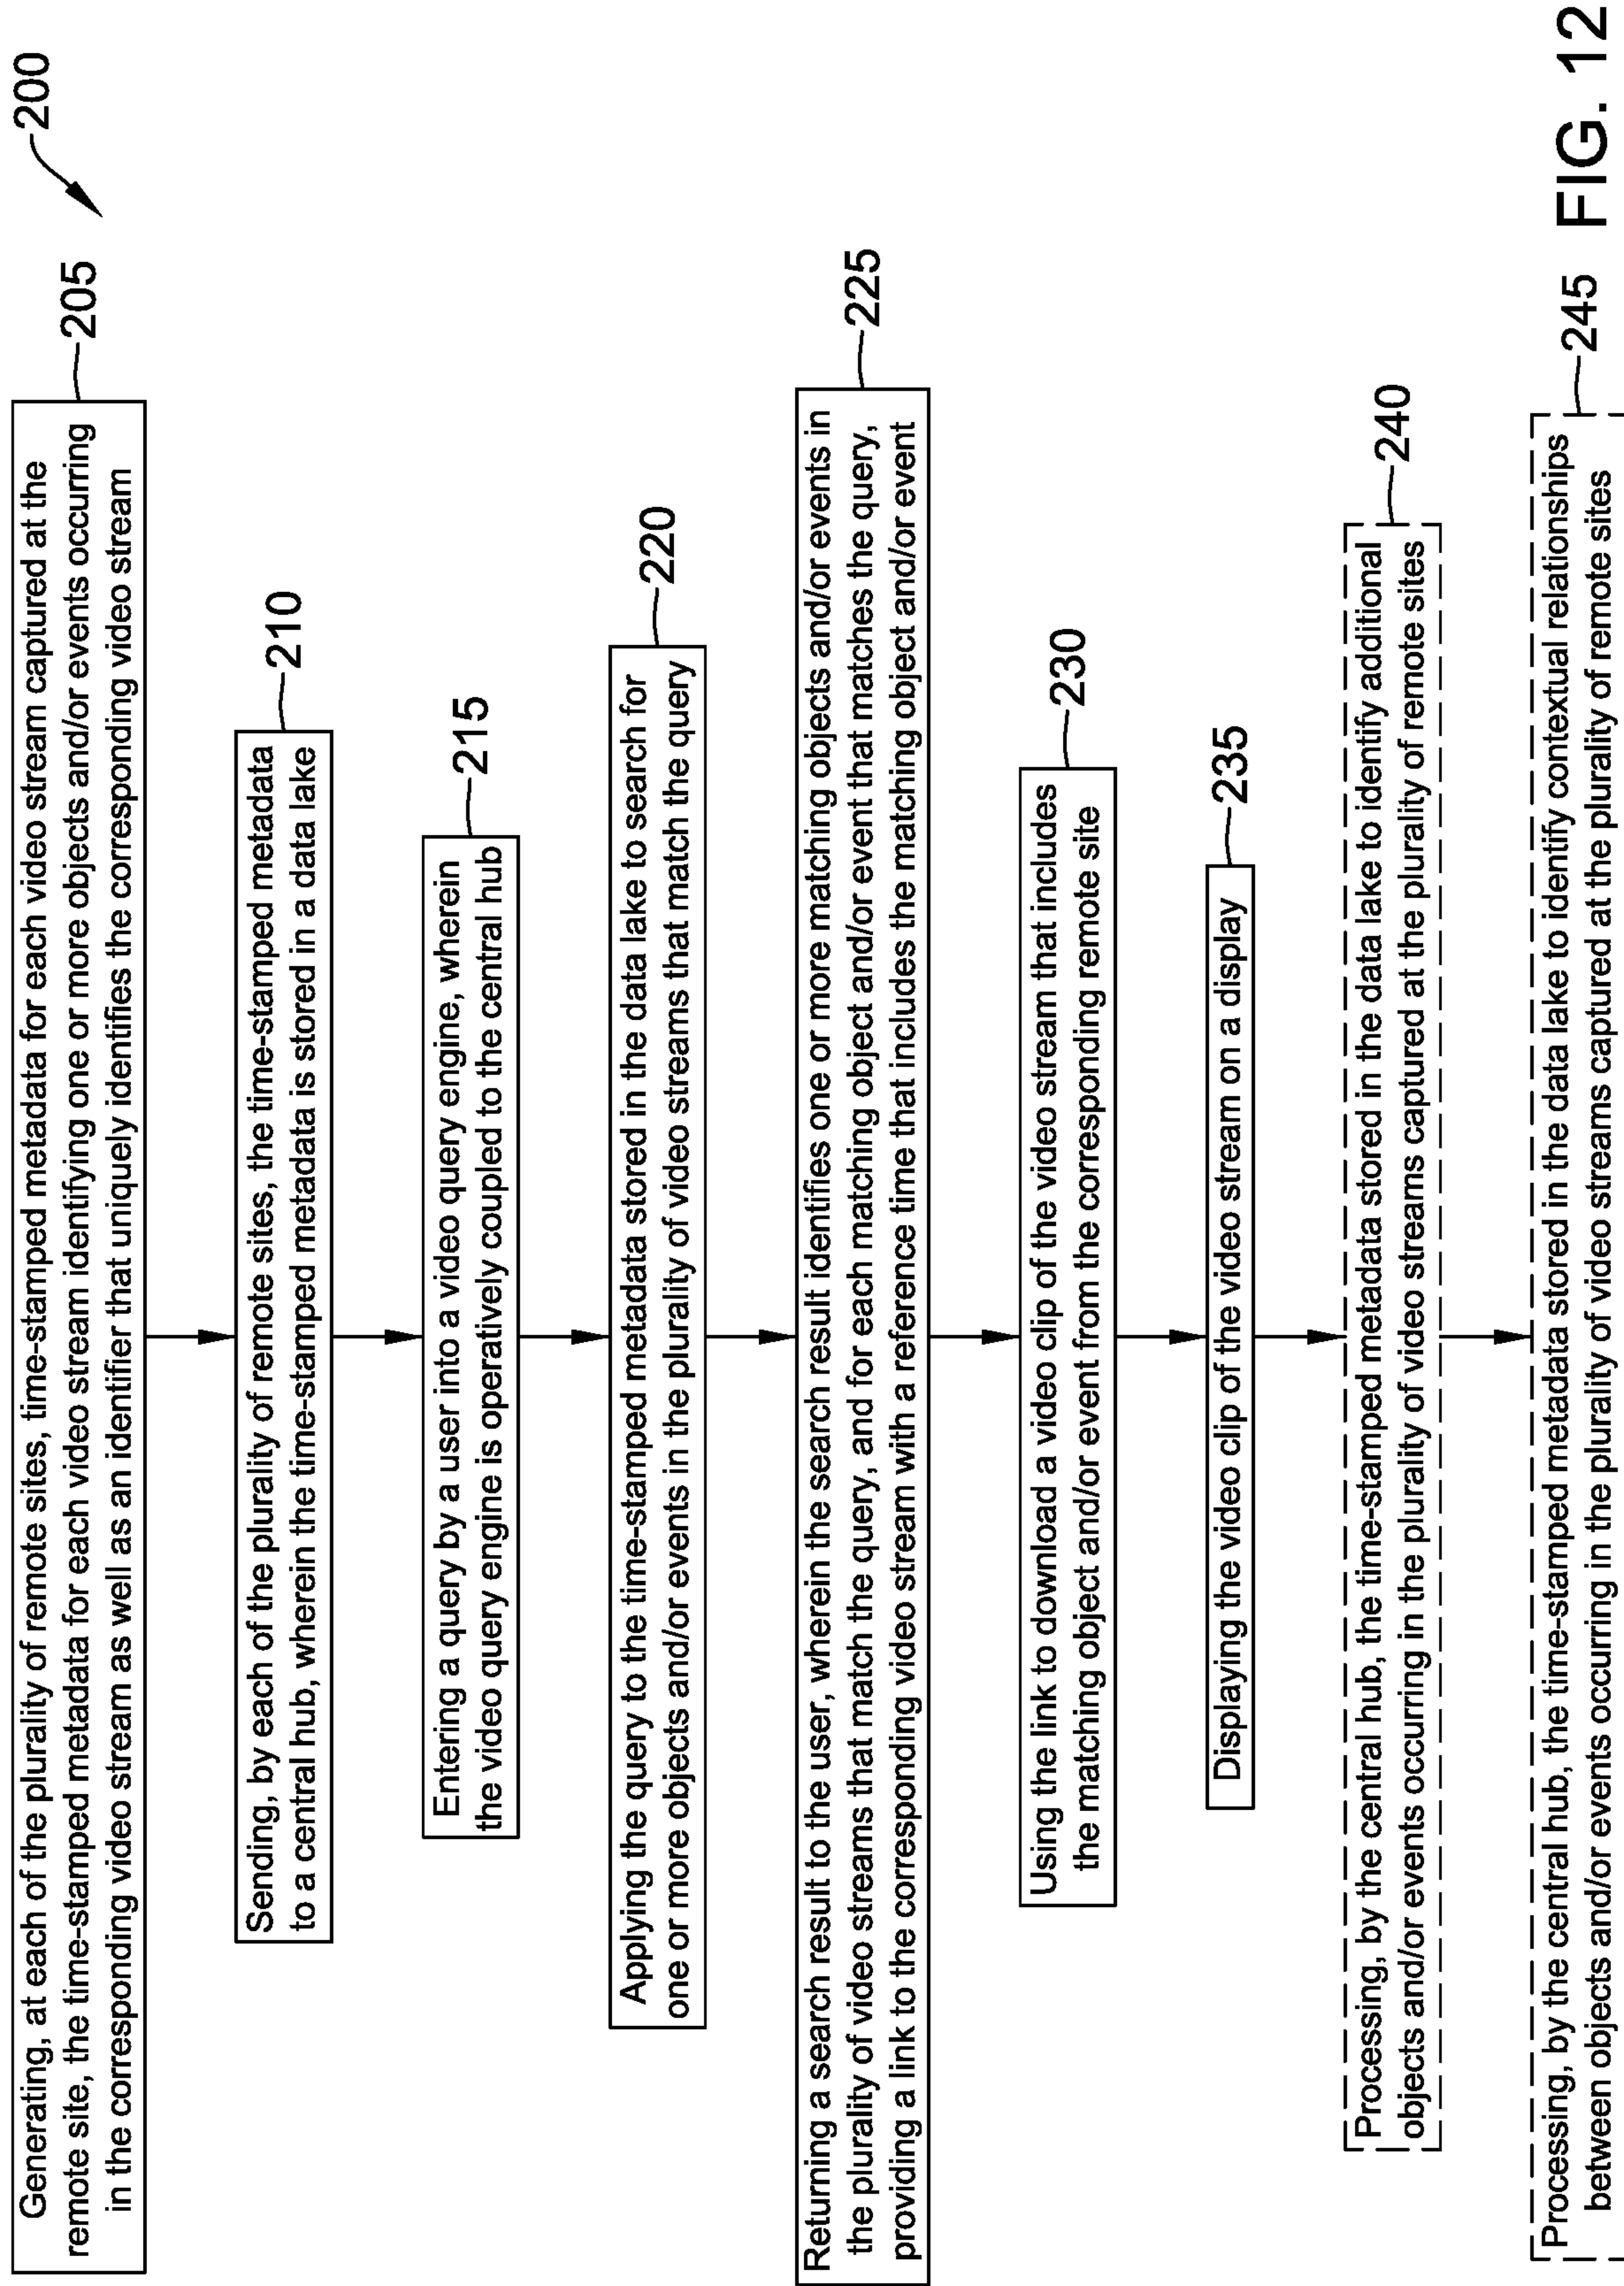 200
Generating, at each of the plurality of remote sites, time-stamped metadata for each video stream captured at the
remote site, the time-stamped metadata for each video stream identifying one or more objects and/or events occurring
in the corresponding video stream as well as an identifier that uniquely identifies the corresponding video stream
205
Sending, by each of the plurality of remote sites, the time-stamped metadata
to a central hub, wherein the time-stamped metadata is stored in a data lake
210
Entering a query by a user into a video query engine, wherein
the video query engine is operatively coupled to the central hub
215
Applying the query to the time-stamped metadata stored in the data lake to search for
one or more objects and/or events in the plurality of video streams that match the query
220
Returning a search result to the user, wherein the search result identifies one or more matching objects and/or events in
the plurality of video streams that match the query, and for each matching object and/or event that matches the query,
providing a link to the corresponding video stream with a reference time that includes the matching object and/or event
225
Using the link to download a video clip of the video stream that includes
the matching object and/or event from the corresponding remote site
230
Displaying the video clip of the video stream on a display
235
Processing, by the central hub, the time-stamped metadata stored in the data lake to identify additional
objects and/or events occurring in the plurality of video streams captured at the plurality of remote sites
240
Processing, by the central hub, the time-stamped metadata stored in the data lake to identify contextual relationships
between objects and/or events occurring in the plurality of video streams captured at the plurality of remote sites
245
FIG. 12